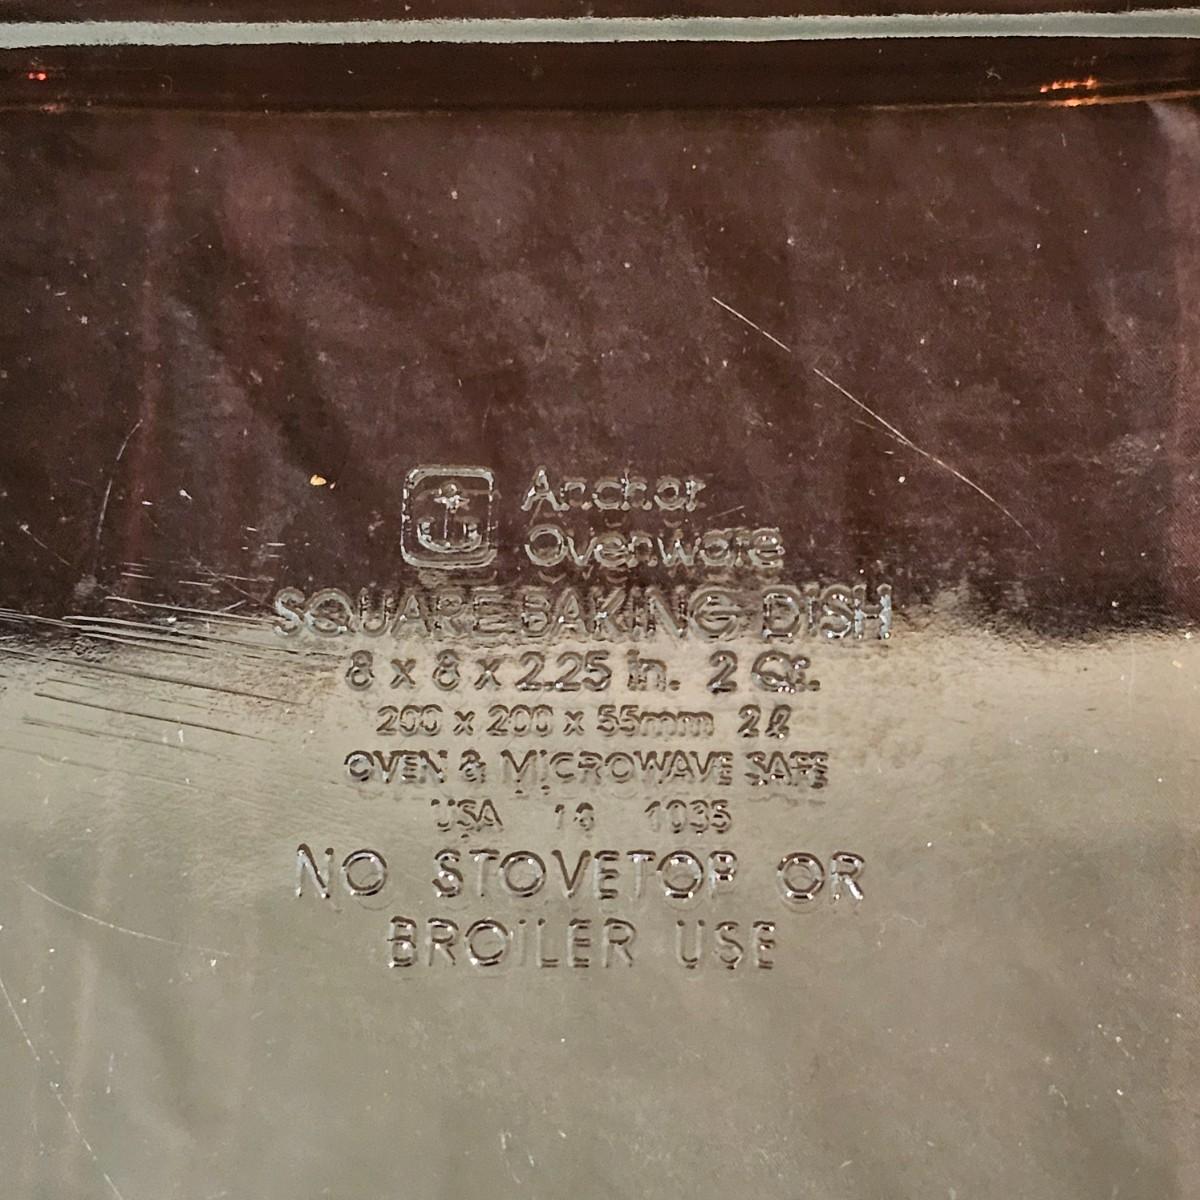 Anchor
Ovenware
SQUARE BAKING DISH
8 x 8 x 2.25 in. 2 Qt.
200 x 200 x 55mm 2ℓ
OVEN & MICROWAVE SAFE
USA 1035
NO STOVETOP OR
BROILER USE